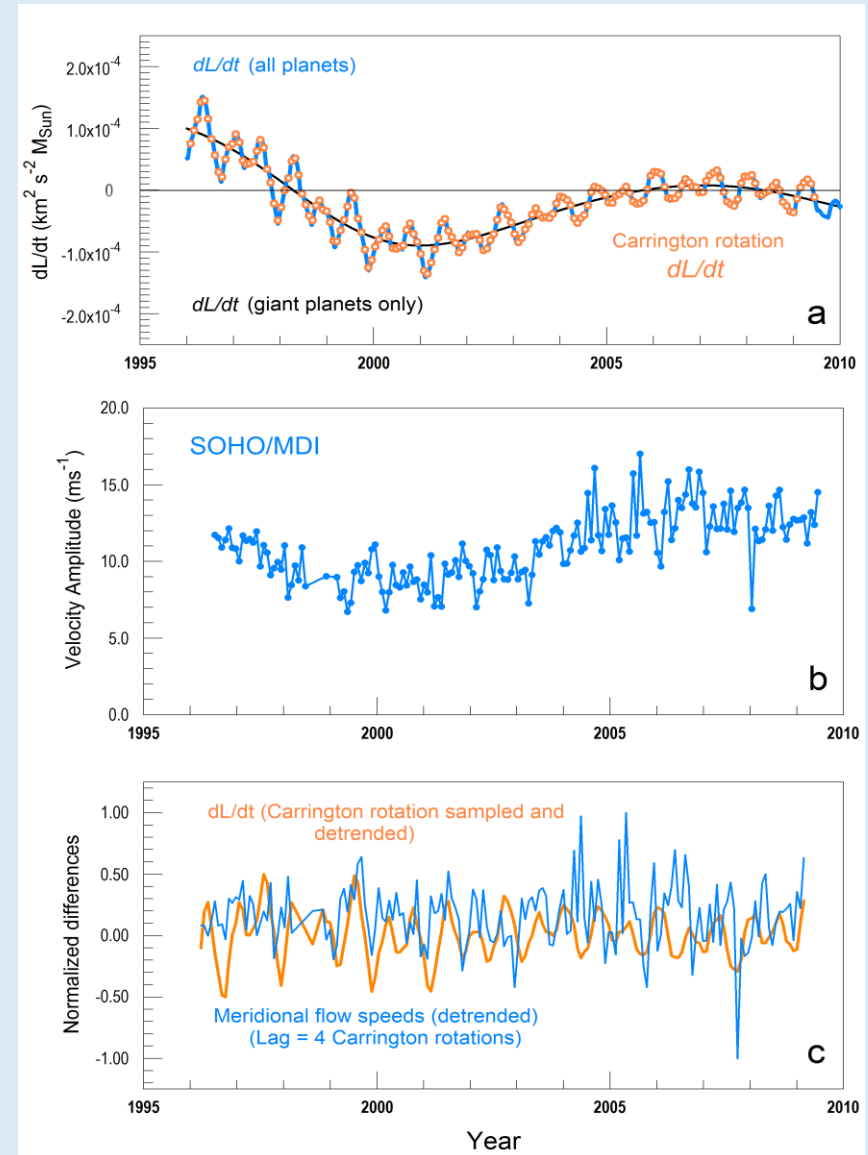 dL/dt (all planets)
2.0x10⁻⁴
1.0x10⁻⁴
0
-1.0x10⁻⁴
-2.0x10⁻⁴
dL/dt (km² s⁻² M_Sun)
Carrington rotation
dL/dt
dL/dt (giant planets only)
a
1995 2000 2005 2010
20.0
15.0
10.0
5.0
0.0
Velocity Amplitude (ms⁻¹)
SOHO/MDI
b
1995 2000 2005 2010
1.00
0.50
0.00
-0.50
-1.00
Normalized differences
dL/dt (Carrington rotation sampled and
detrended)
Meridional flow speeds (detrended)
(Lag = 4 Carrington rotations)
c
1995 2000 2005 2010
Year